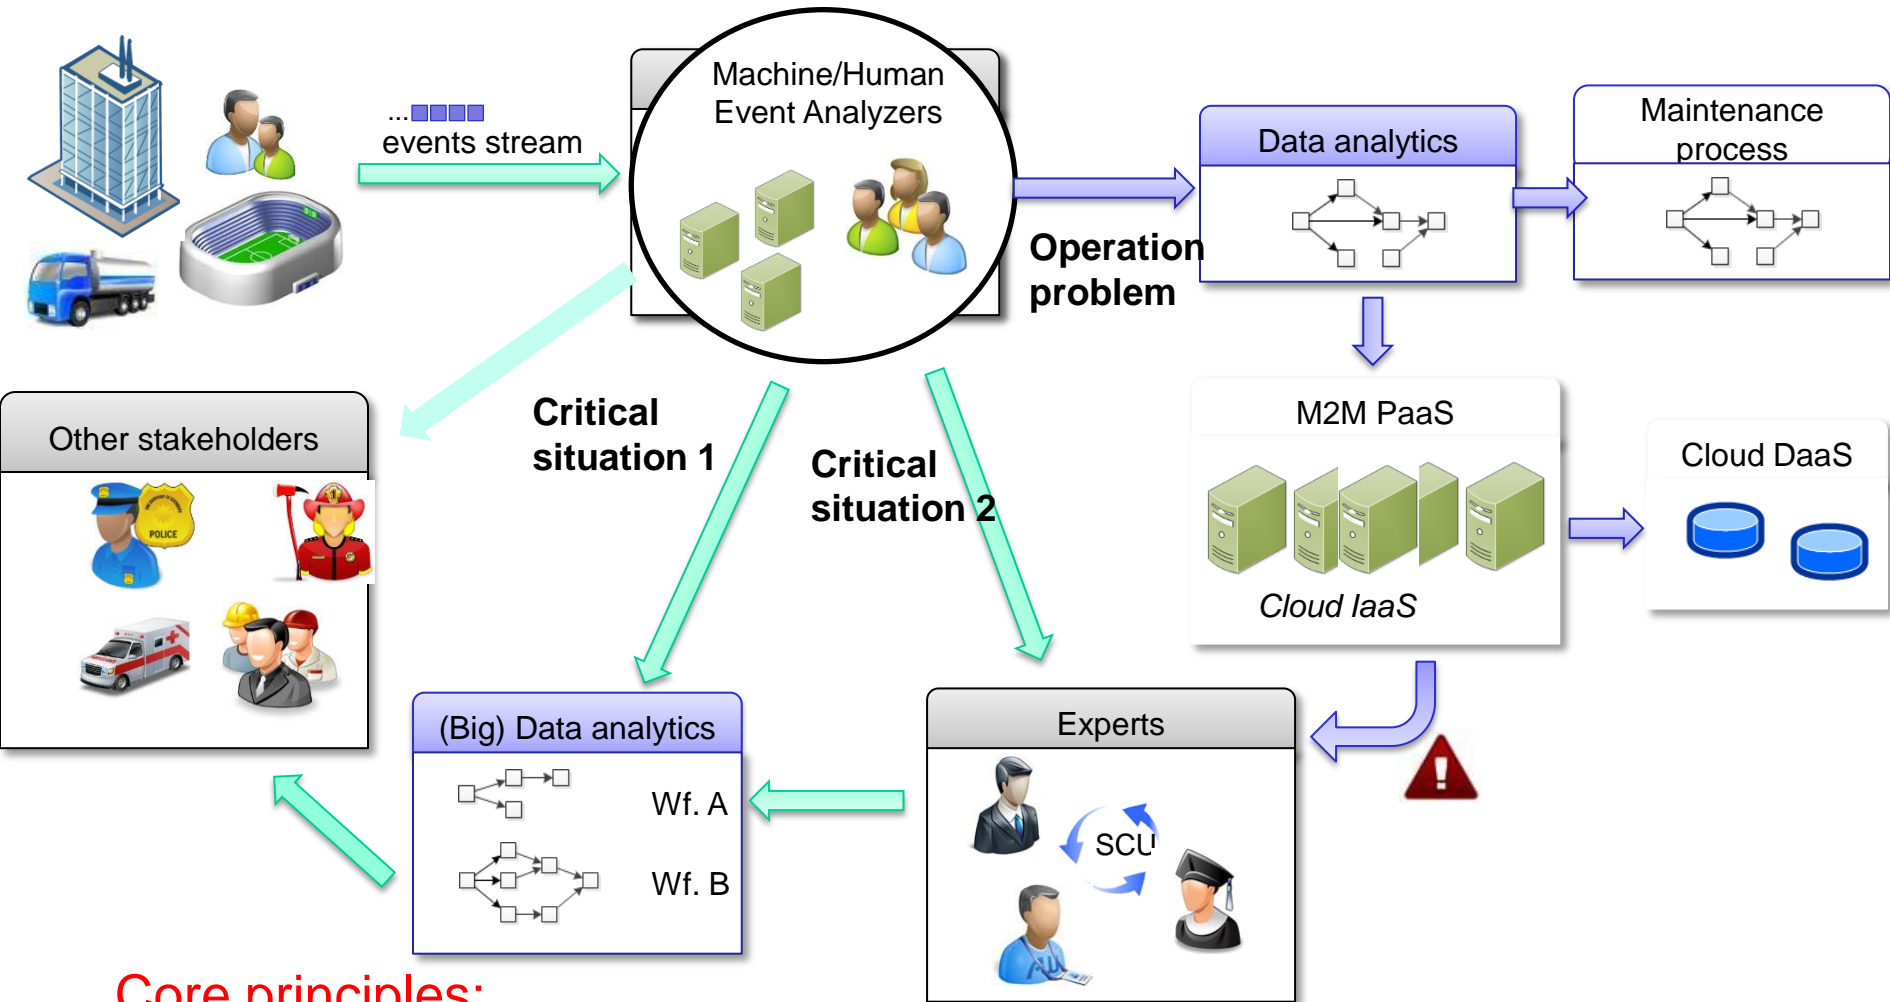 Machine/Human
Event Analyzers
...
events stream
Data analytics
Maintenance
process
Operation
problem
Other stakeholders
POLICE
1
Critical
situation 1
Critical
situation 2
M2M PaaS
Cloud IaaS
Cloud DaaS
(Big) Data analytics
Wf. A
Wf. B
Experts
SCU
Core principles: